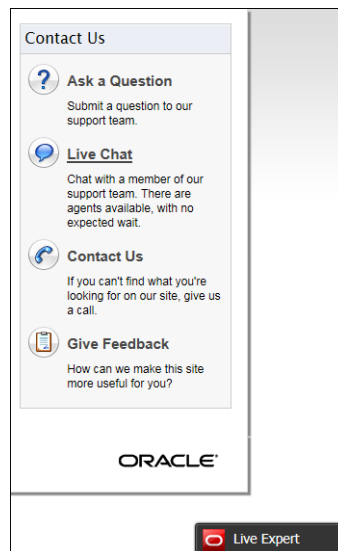 Contact Us
Ask a Question
Submit a question to our
support team.
Live Chat
Chat with a member of our
support team. There are
agents available, with no
expected wait.
Contact Us
If you can't find what you're
looking for on our site, give us
a call.
Give Feedback
How can we make this site
more useful for you?
ORACLE
Live Expert